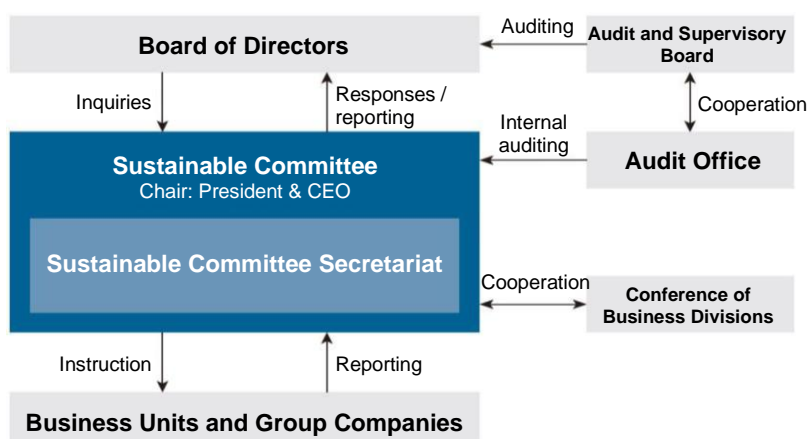 Board of Directors
Auditing
Audit and Supervisory
Board
Inquiries
Responses /
reporting
Cooperation
Internal
auditing
Audit Office
Sustainable Committee
Chair: President & CEO
Sustainable Committee Secretariat
Cooperation
Conference of
Business Divisions
Instruction
Reporting
Business Units and Group Companies